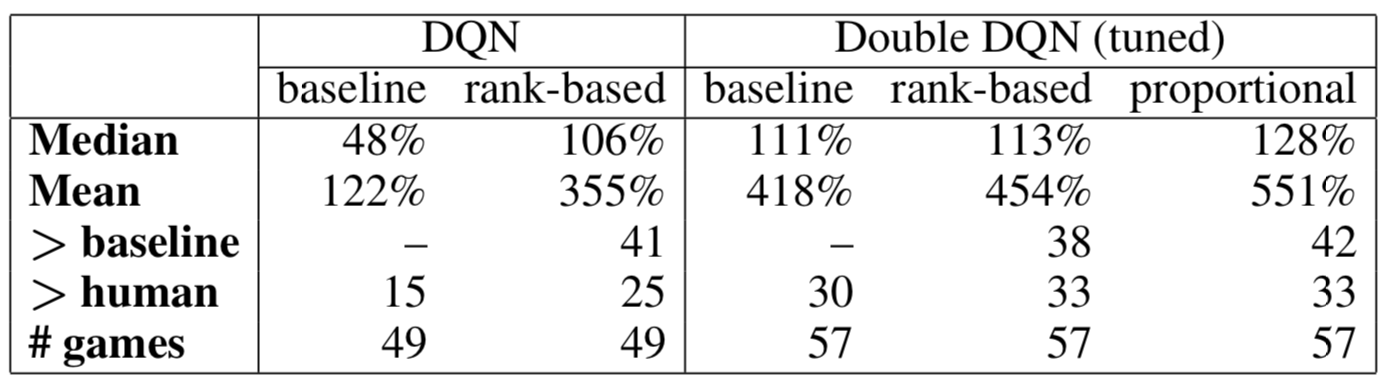 DQN Double DQN (tuned)
baseline rank-based baseline rank-based proportional
Median 48% 106% 111% 113% 128%
Mean 122% 355% 418% 454% 551%
> baseline – 41 – 38 42
> human 15 25 30 33 33
# games 49 49 57 57 57